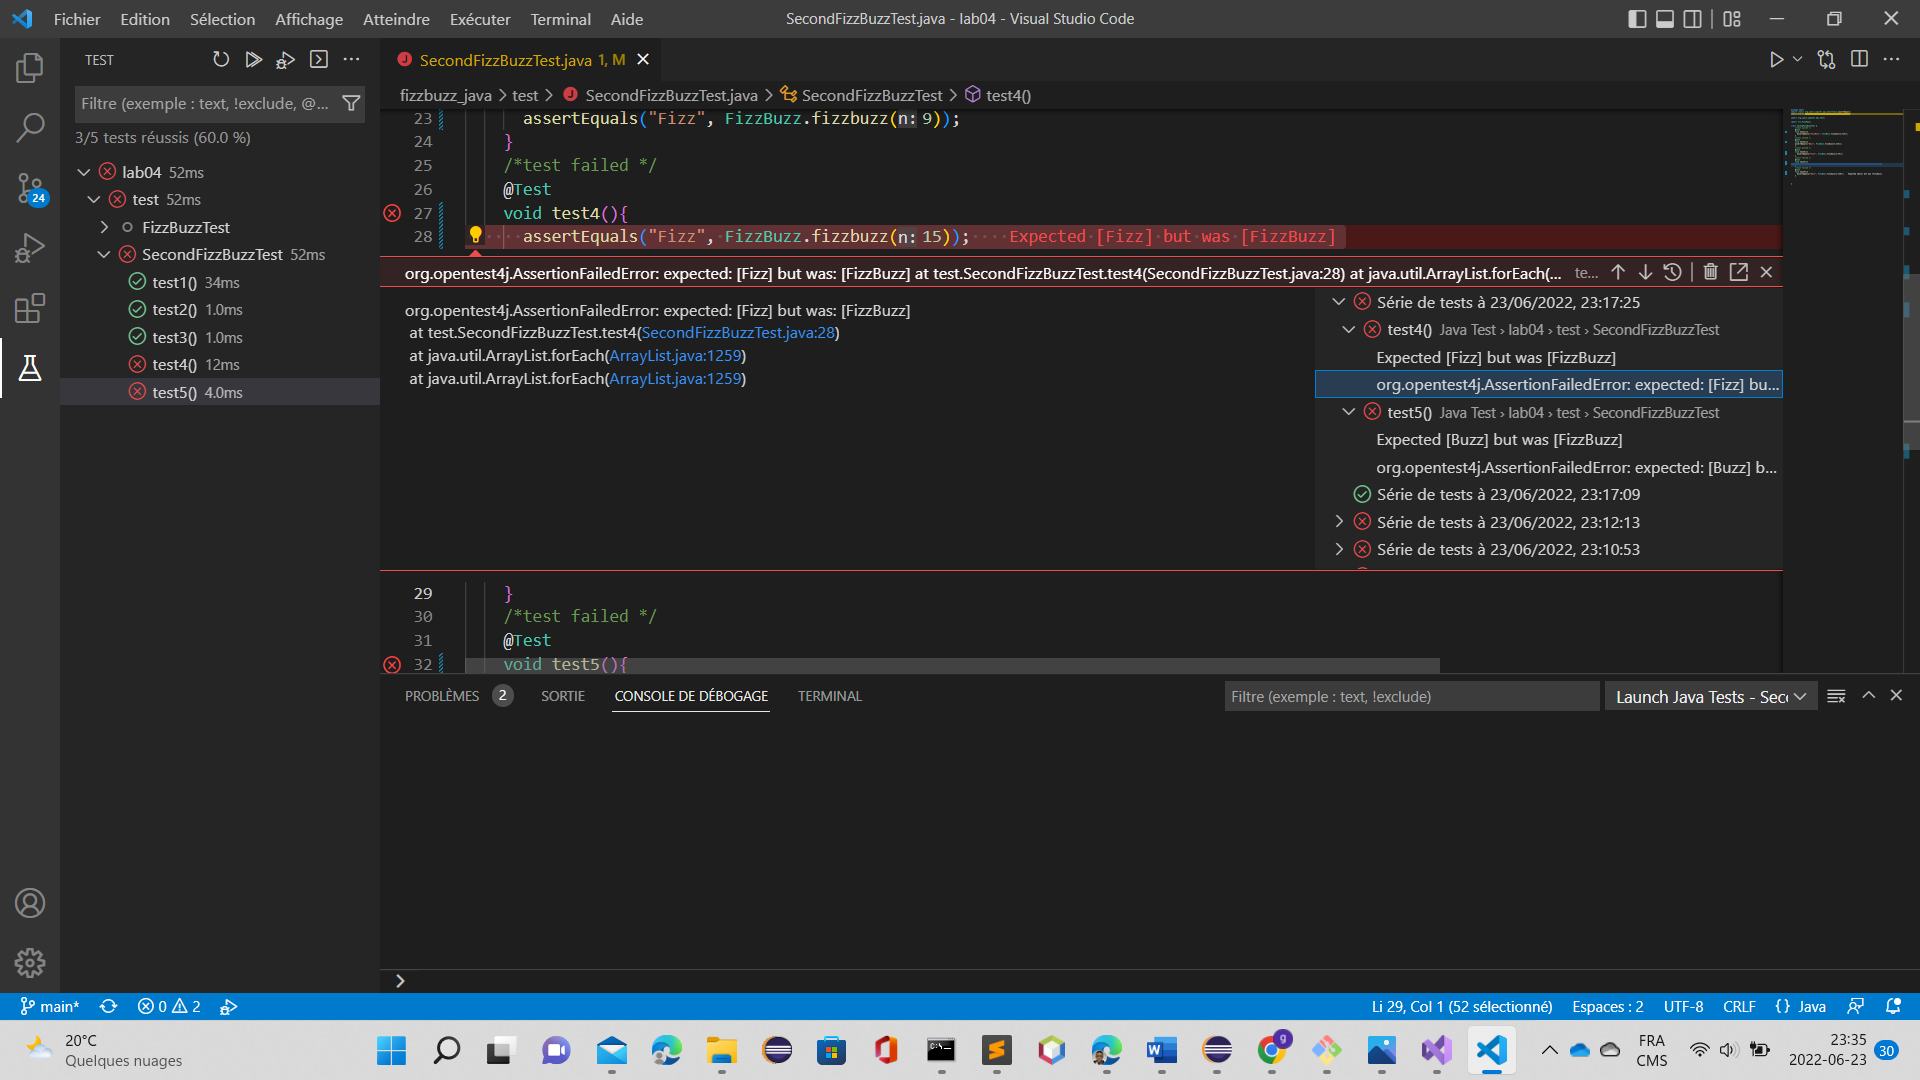 Fichier Edition Sélection Affichage Atteindre Exécuter Terminal Aide
SecondFizzBuzzTest.java - lab04 - Visual Studio Code
TEST
Filtre (exemple : text, !exclude, @...
3/5 tests réussis (60.0 %)
lab04 52ms
test 52ms
FizzBuzzTest
SecondFizzBuzzTest 52ms
test1() 34ms
test2() 1.0ms
test3() 1.0ms
test4() 12ms
test5() 4.0ms
24
SecondFizzBuzzTest.java 1, M
fizzbuzz_java > test > SecondFizzBuzzTest.java > SecondFizzBuzzTest > test4()
23 assertEquals("Fizz", FizzBuzz.fizzbuzz(n: 9));
24 }
25 /*test failed */
26 @Test
27 void test4(){
28 assertEquals("Fizz", FizzBuzz.fizzbuzz(n: 15)); Expected [Fizz] but was [FizzBuzz]
org.opentest4j.AssertionFailedError: expected: [Fizz] but was: [FizzBuzz] at test.SecondFizzBuzzTest.test4(SecondFizzBuzzTest.java:28) at java.util.ArrayList.forEach(... te...
org.opentest4j.AssertionFailedError: expected: [Fizz] but was: [FizzBuzz]
at test.SecondFizzBuzzTest.test4(SecondFizzBuzzTest.java:28)
at java.util.ArrayList.forEach(ArrayList.java:1259)
at java.util.ArrayList.forEach(ArrayList.java:1259)
Série de tests à 23/06/2022, 23:17:25
test4() Java Test › lab04 › test › SecondFizzBuzzTest
Expected [Fizz] but was [FizzBuzz]
org.opentest4j.AssertionFailedError: expected: [Fizz] bu...
test5() Java Test › lab04 › test › SecondFizzBuzzTest
Expected [Buzz] but was [FizzBuzz]
org.opentest4j.AssertionFailedError: expected: [Buzz] b...
Série de tests à 23/06/2022, 23:17:09
Série de tests à 23/06/2022, 23:12:13
Série de tests à 23/06/2022, 23:10:53
29 }
30 /*test failed */
31 @Test
32 void test5(){
PROBLÈMES 2 SORTIE CONSOLE DE DÉBOGAGE TERMINAL
Filtre (exemple : text, !exclude)
Launch Java Tests - Sec
main* 0 2
Li 29, Col 1 (52 sélectionné) Espaces : 2 UTF-8 CRLF {} Java
20°C
Quelques nuages
FRA
CMS
23:35
2022-06-23
30